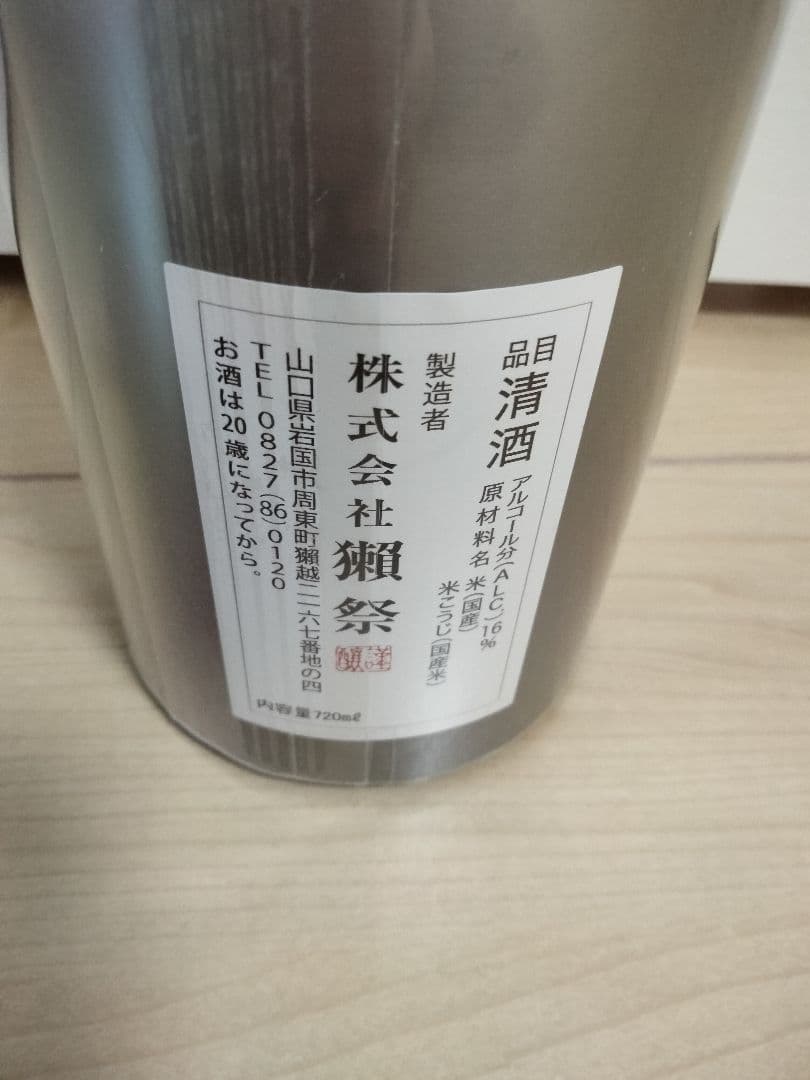 品目 清酒
アルコール分(ALC.)16%
原材料名 米(国産)
米こうじ(国産米)
製造者
株式会社 獺祭
山口県岩国市周東町獺越二一六七番地の四
TEL 0827(86)0120
お酒は20歳になってから。
内容量720mℓ